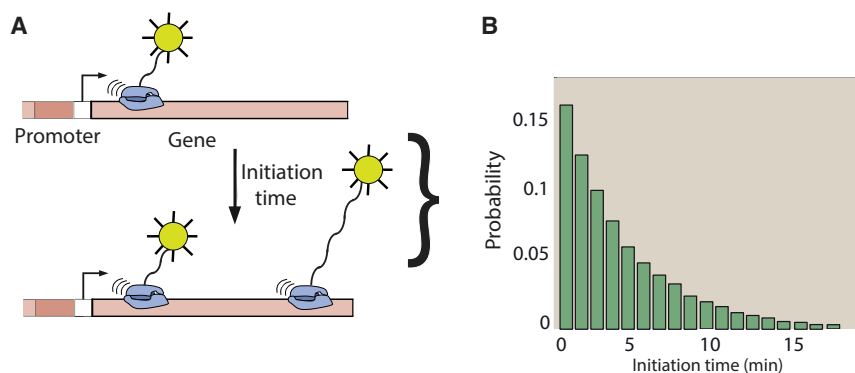 A
Promoter
Gene
Initiation
time
B
Probability
0.15
0.1
0.05
0
0
5
10
15
Initiation time (min)